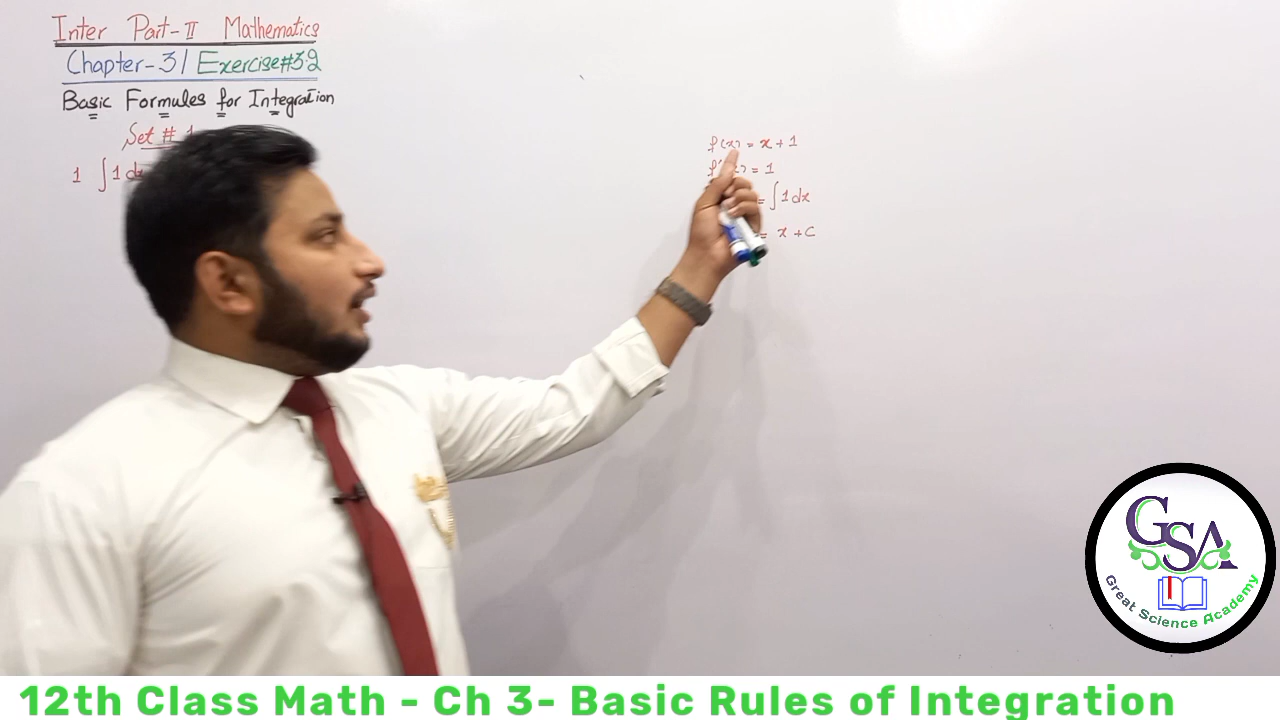 Inter Part-II Mathematics
Chapter-3/Exercise#3.2
Basic Formules for Integration
Set # 1
1 ∫1 dx
f(x) = x + 1
= 1
= ∫1 dx
= x + C
GSA
Great Science Academy
12th Class Math - Ch 3- Basic Rules of Integration